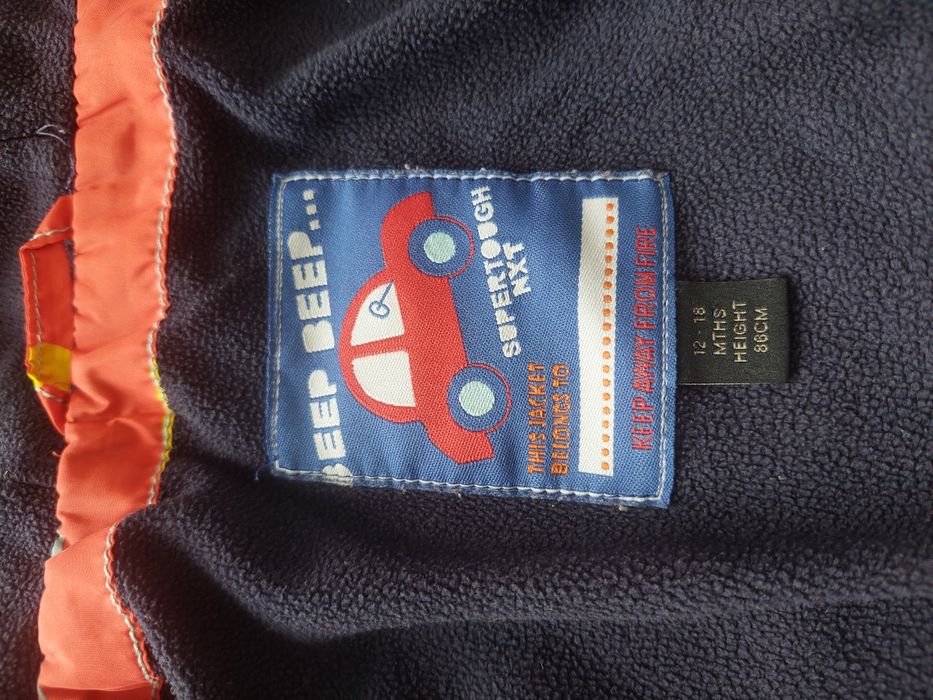 BEEP BEEP...
SUPERTOUGH
NXT
THIS JACKET
BELONGS TO
KEEP AWAY FROM FIRE
12 - 18
MTHS
HEIGHT
86CM